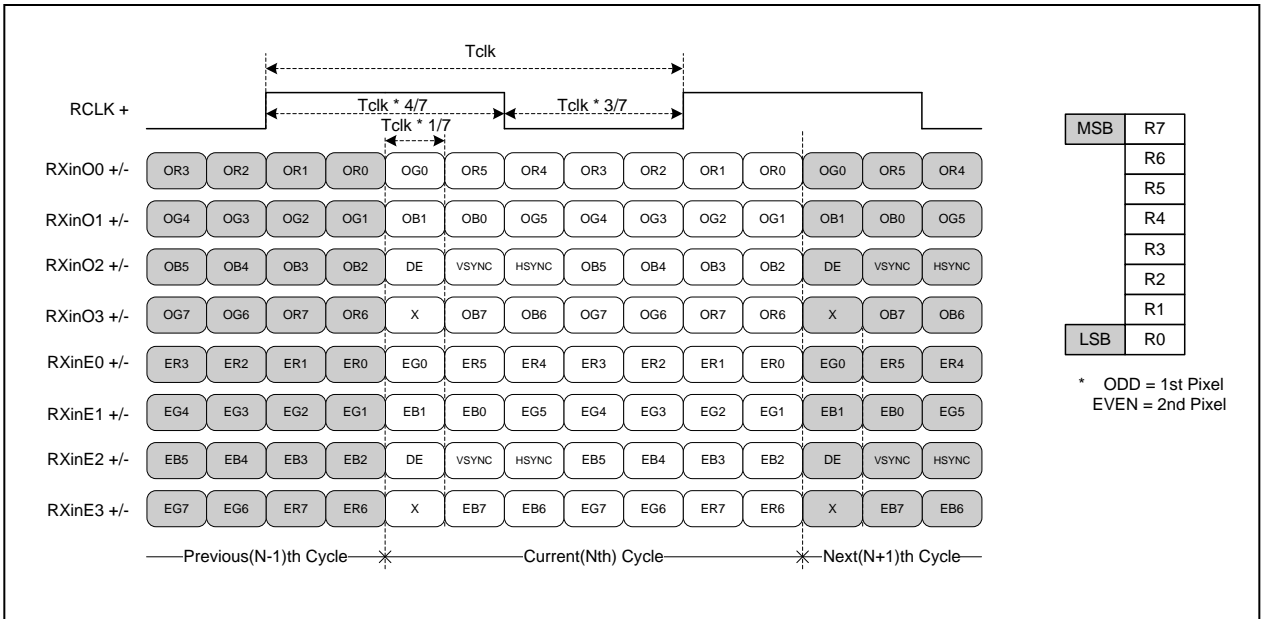 Tclk
RCLK +
Tclk * 4/7
Tclk * 3/7
Tclk * 1/7
RXinO0 +/- OR3 OR2 OR1 OR0 OG0 OR5 OR4 OR3 OR2 OR1 OR0 OG0 OR5 OR4
RXinO1 +/- OG4 OG3 OG2 OG1 OB1 OB0 OG5 OG4 OG3 OG2 OG1 OB1 OB0 OG5
RXinO2 +/- OB5 OB4 OB3 OB2 DE VSYNC HSYNC OB5 OB4 OB3 OB2 DE VSYNC HSYNC
RXinO3 +/- OG7 OG6 OR7 OR6 X OB7 OB6 OG7 OG6 OR7 OR6 X OB7 OB6
RXinE0 +/- ER3 ER2 ER1 ER0 EG0 ER5 ER4 ER3 ER2 ER1 ER0 EG0 ER5 ER4
RXinE1 +/- EG4 EG3 EG2 EG1 EB1 EB0 EG5 EG4 EG3 EG2 EG1 EB1 EB0 EG5
RXinE2 +/- EB5 EB4 EB3 EB2 DE VSYNC HSYNC EB5 EB4 EB3 EB2 DE VSYNC HSYNC
RXinE3 +/- EG7 EG6 ER7 ER6 X EB7 EB6 EG7 EG6 ER7 ER6 X EB7 EB6
Previous(N-1)th Cycle Current(Nth) Cycle Next(N+1)th Cycle
MSB R7
R6
R5
R4
R3
R2
R1
LSB R0
* ODD = 1st Pixel
EVEN = 2nd Pixel